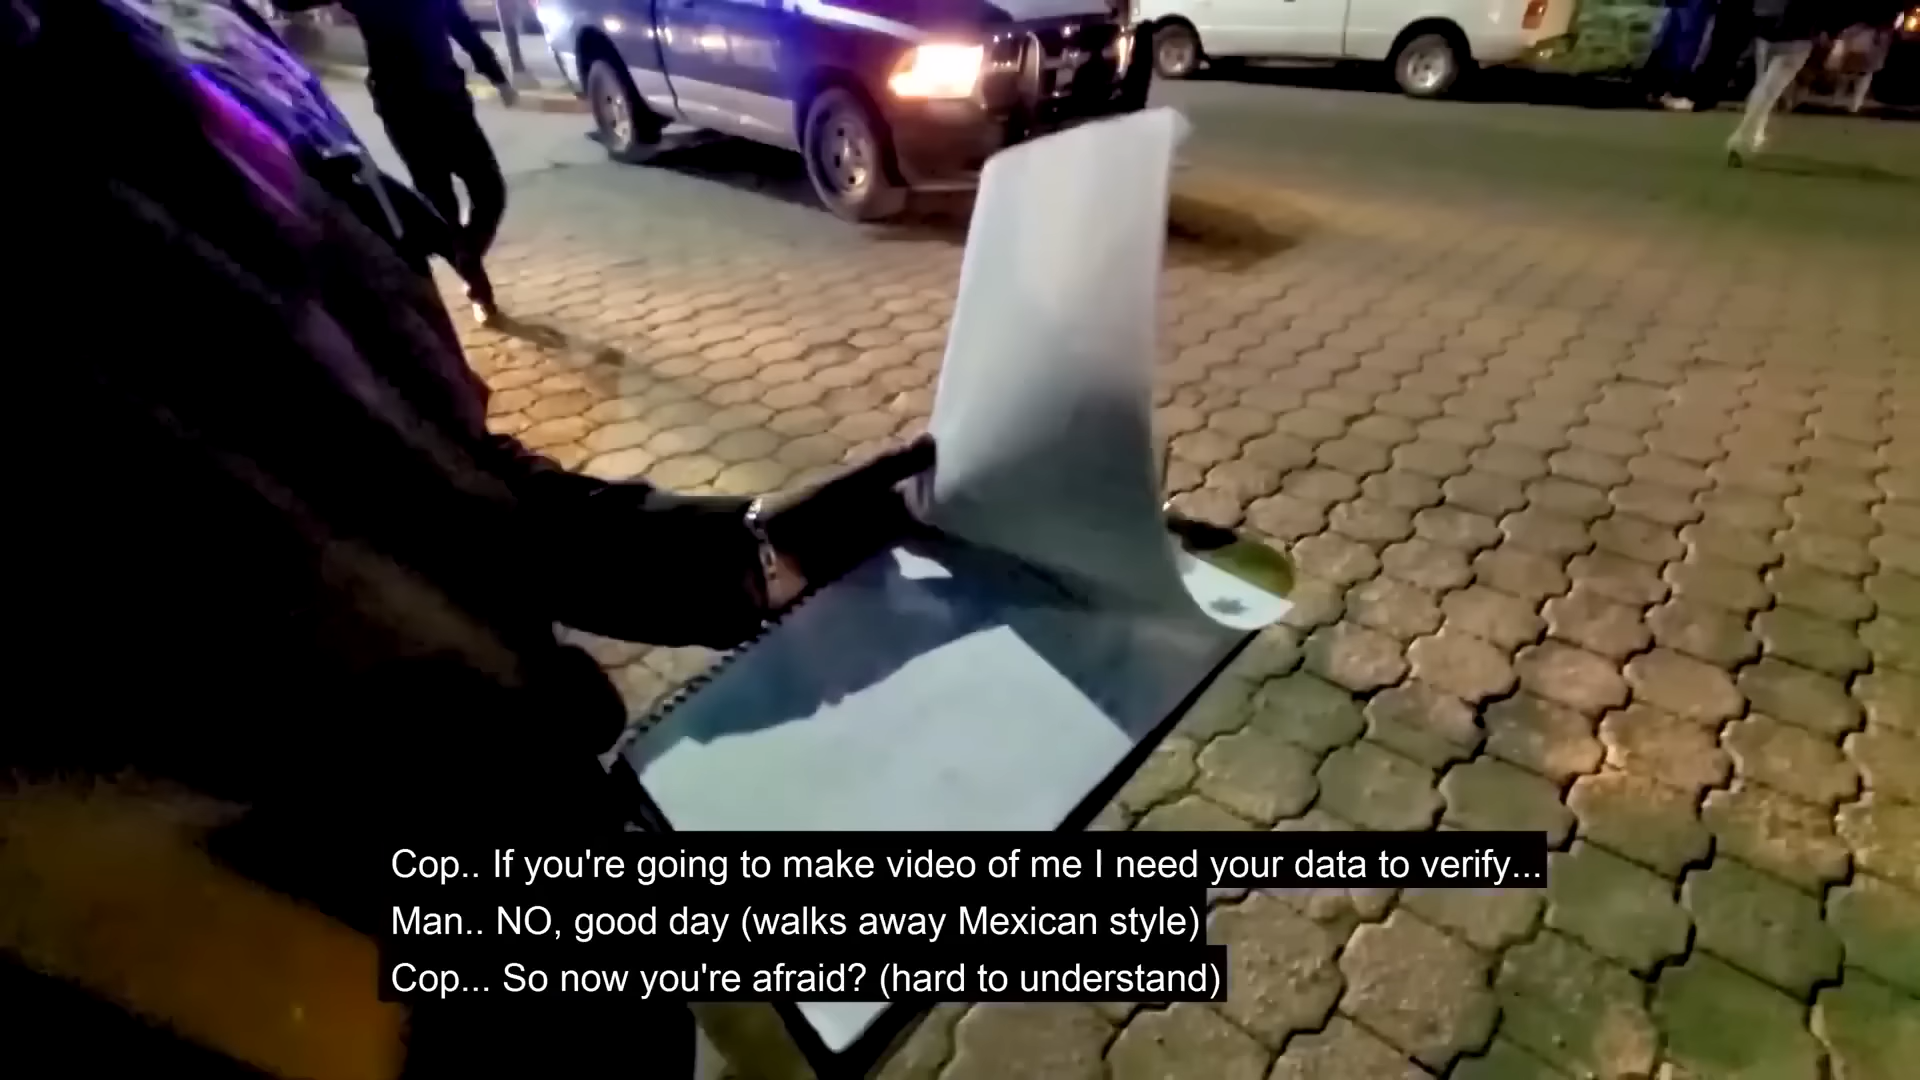 Cop.. If you're going to make video of me I need your data to verify...
Man.. NO, good day (walks away Mexican style)
Cop... So now you're afraid? (hard to understand)